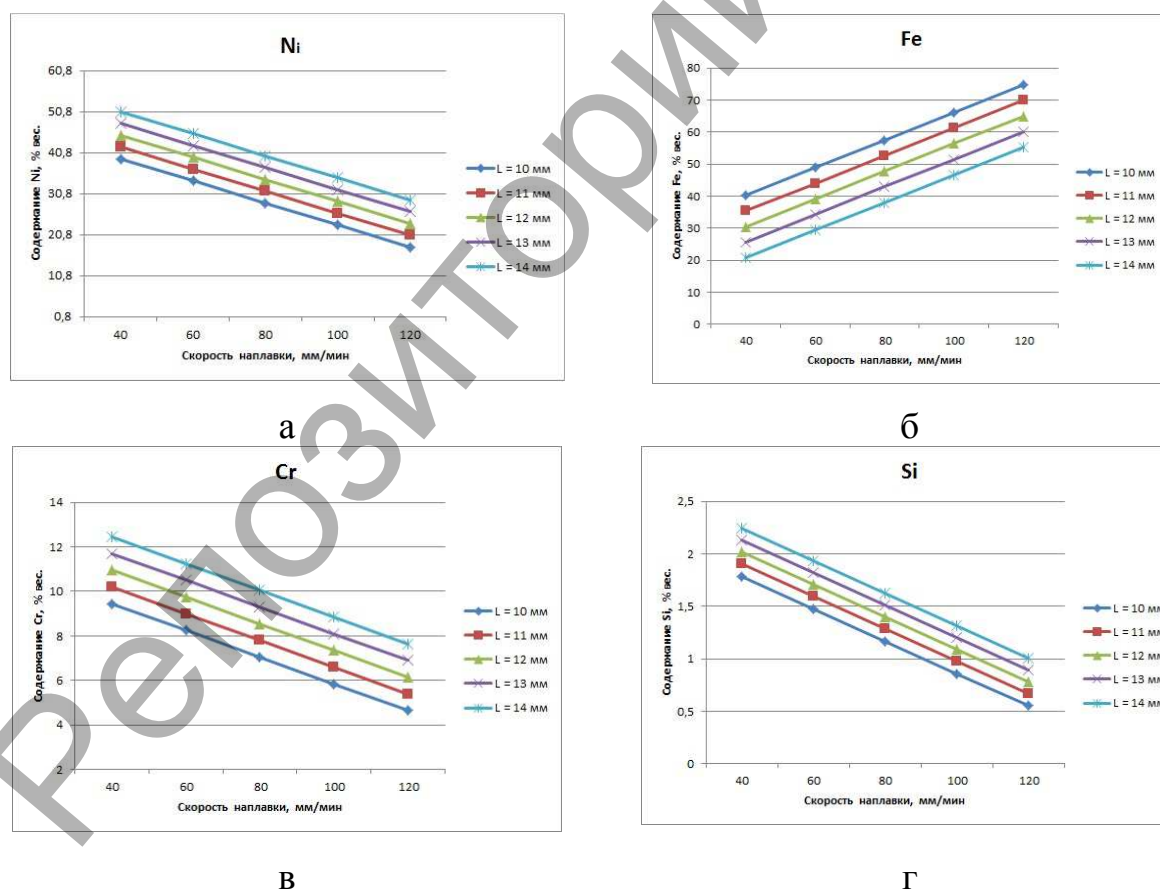 Ni
60,8
50,8
40,8
30,8
20,8
10,8
0,8
Содержание Ni, % вес.
40 60 80 100 120
Скорость наплавки, мм/мин
L = 10 мм
L = 11 мм
L = 12 мм
L = 13 мм
L = 14 мм
а
Fe
80
70
60
50
40
30
20
10
0
Содержание Fe, % вес.
40 60 80 100 120
Скорость наплавки, мм/мин
L = 10 мм
L = 11 мм
L = 12 мм
L = 13 мм
L = 14 мм
б
Cr
14
12
10
8
6
4
2
Содержание Cr, % вес.
40 60 80 100 120
Скорость наплавки, мм/мин
L = 10 мм
L = 11 мм
L = 12 мм
L = 13 мм
L = 14 мм
в
Si
2,5
2
1,5
1
0,5
0
Содержание Si, % вес.
40 60 80 100 120
Скорость наплавки, мм/мин
L = 10 мм
L = 11 мм
L = 12 мм
L = 13 мм
L = 14 мм
г
Репозитори